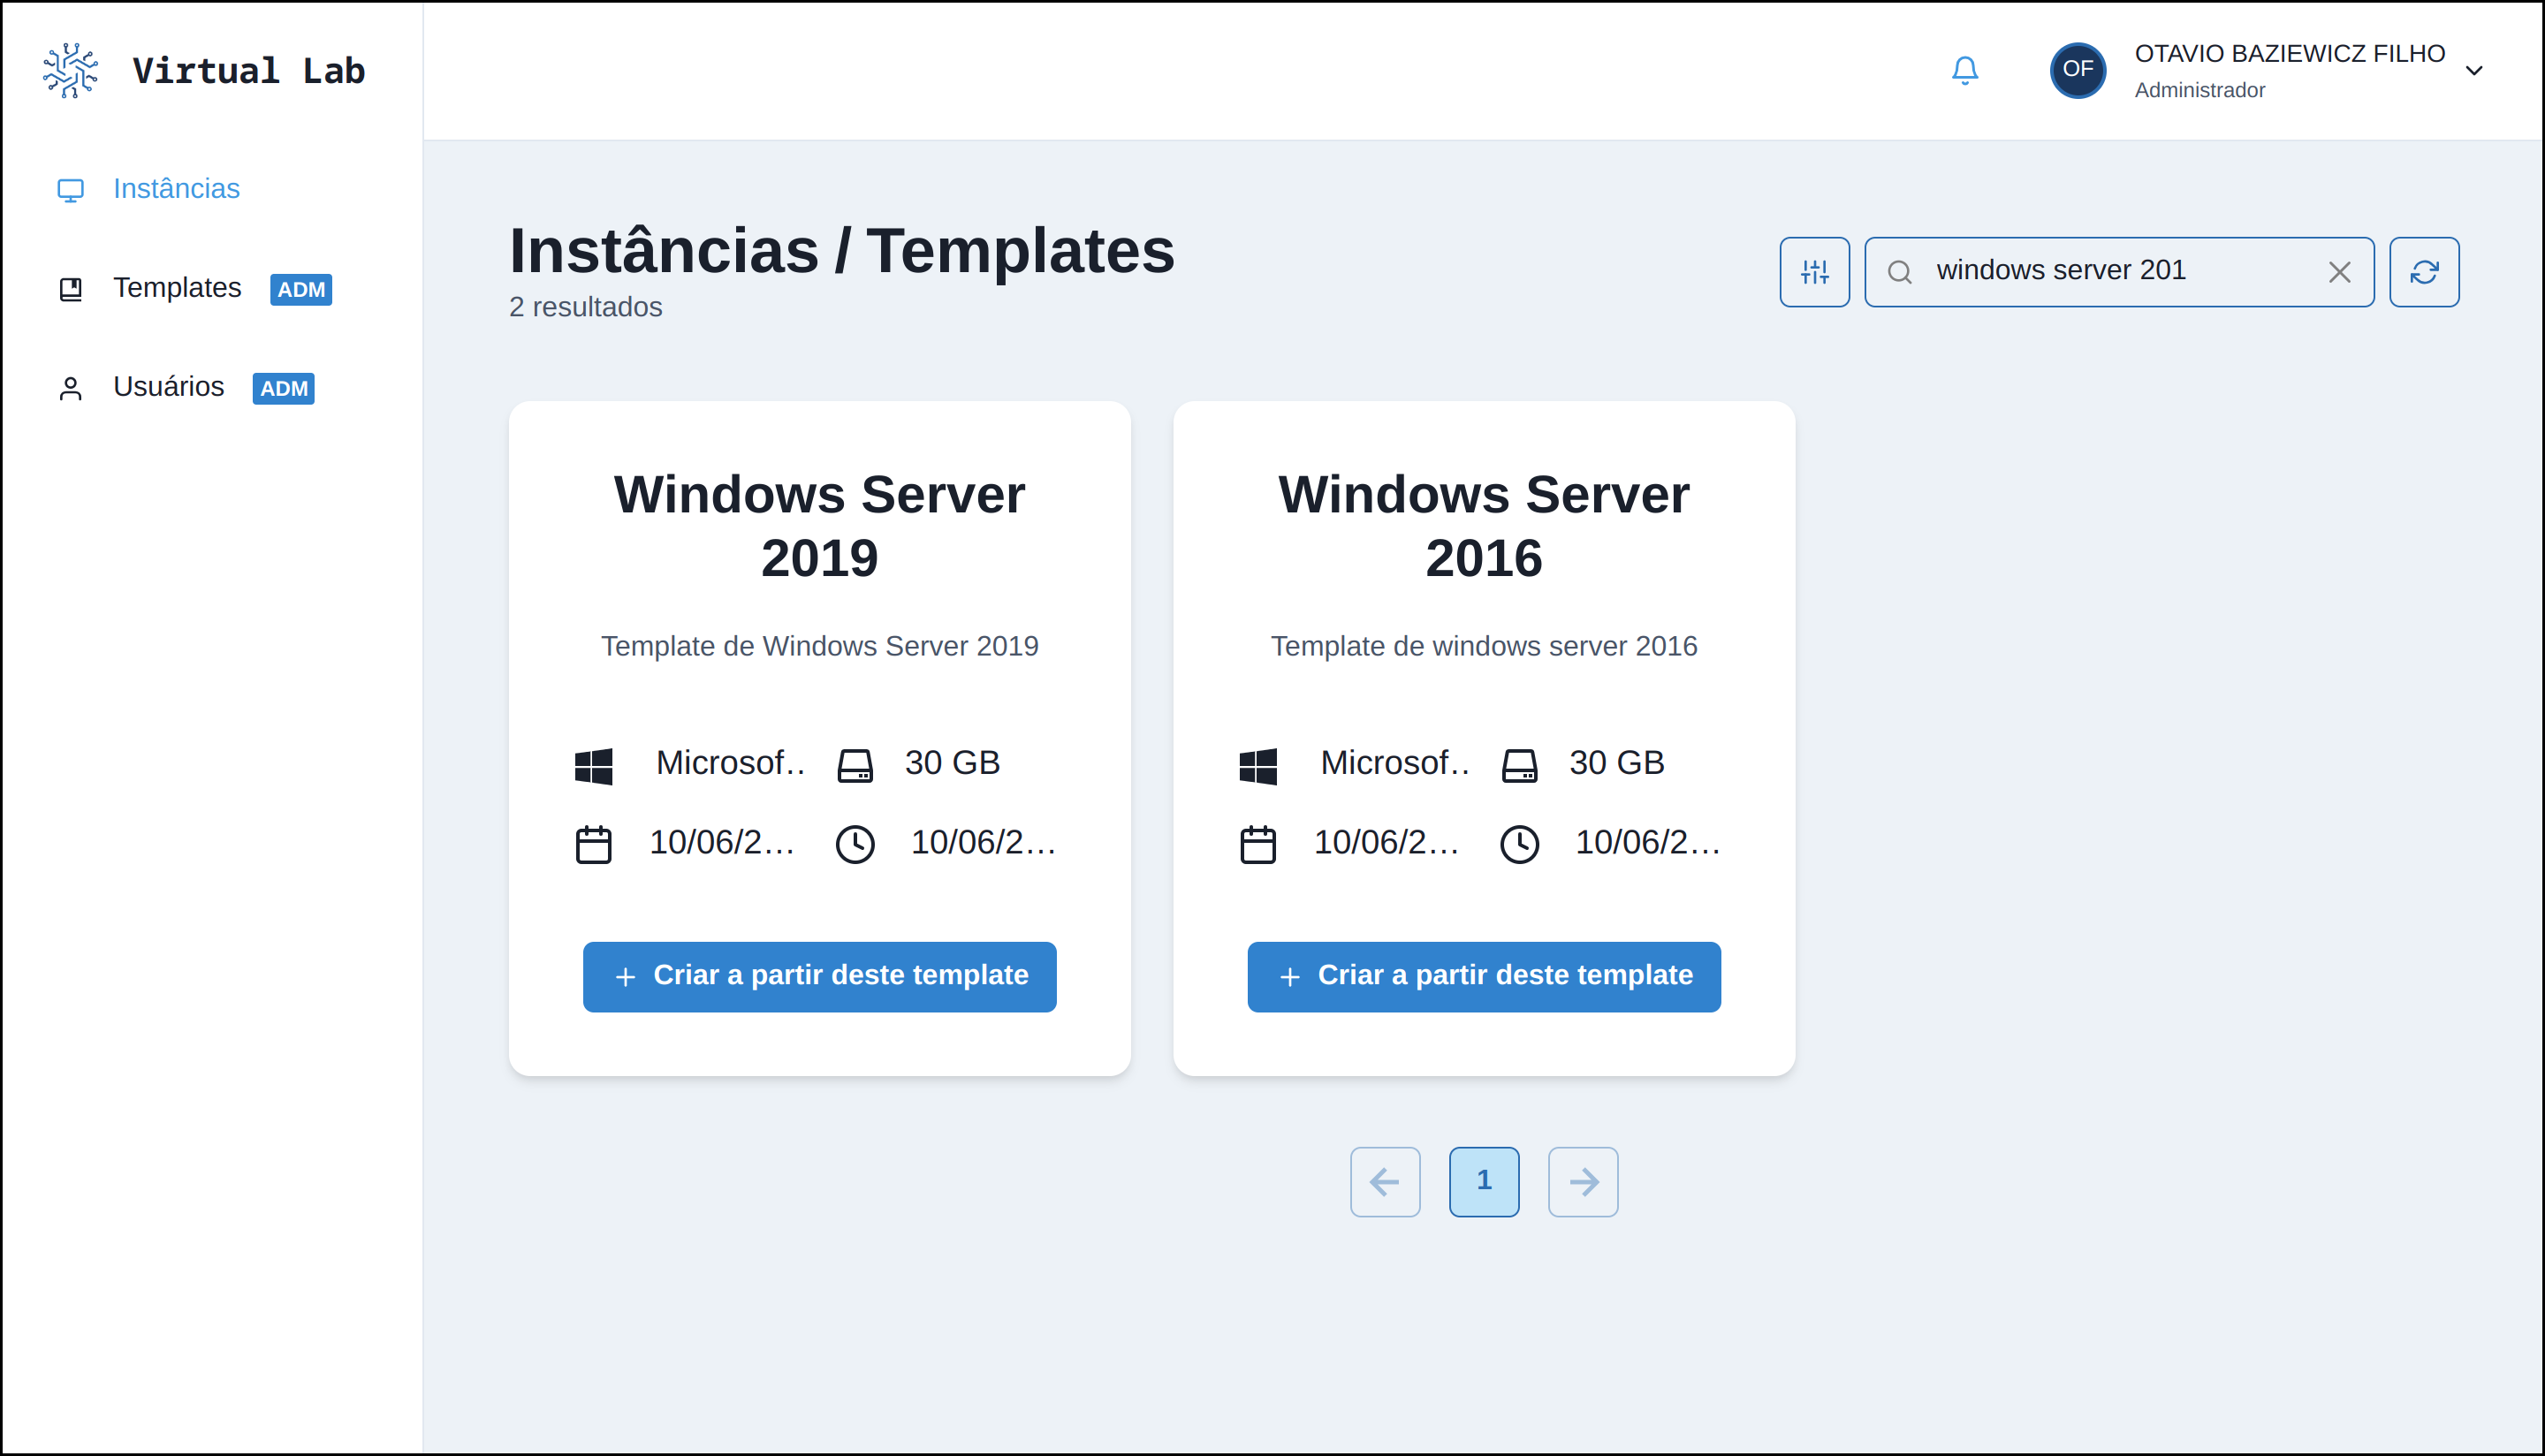 Virtual Lab
OF
OTAVIO BAZIEWICZ FILHO
Administrador
Instâncias
Templates ADM
Usuários ADM
Instâncias / Templates
2 resultados
windows server 201
Windows Server
2019
Template de Windows Server 2019
Microsof..
30 GB
10/06/2...
10/06/2...
+ Criar a partir deste template
Windows Server
2016
Template de windows server 2016
Microsof..
30 GB
10/06/2...
10/06/2...
+ Criar a partir deste template
1